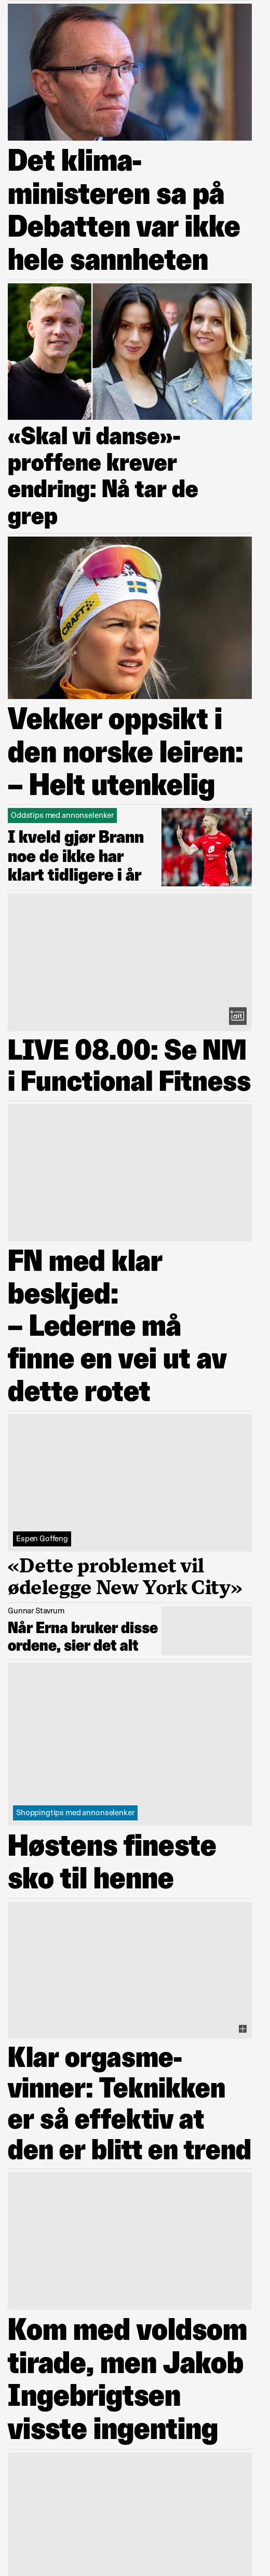 Det klima-
ministeren sa på
Debatten var ikke
hele sannheten
«Skal vi danse»-
proffene krever
endring: Nå tar de
grep
CRAFT
Vekker oppsikt i
den norske leiren:
– Helt utenkelig
Oddstips med annonselenker
I kveld gjør Brann
noe de ikke har
klart tidligere i år
alt
LIVE 08.00: Se NM
i Functional Fitness
FN med klar
beskjed:
– Lederne må
finne en vei ut av
dette rotet
Espen Goffeng
«Dette problemet vil
ødelegge New York City»
Gunnar Stavrum
Når Erna bruker disse
ordene, sier det alt
Shoppingtips med annonselenker
Høstens fineste
sko til henne
Klar orgasme-
vinner: Teknikken
er så effektiv at
den er blitt en trend
Kom med voldsom
tirade, men Jakob
Ingebrigtsen
visste ingenting